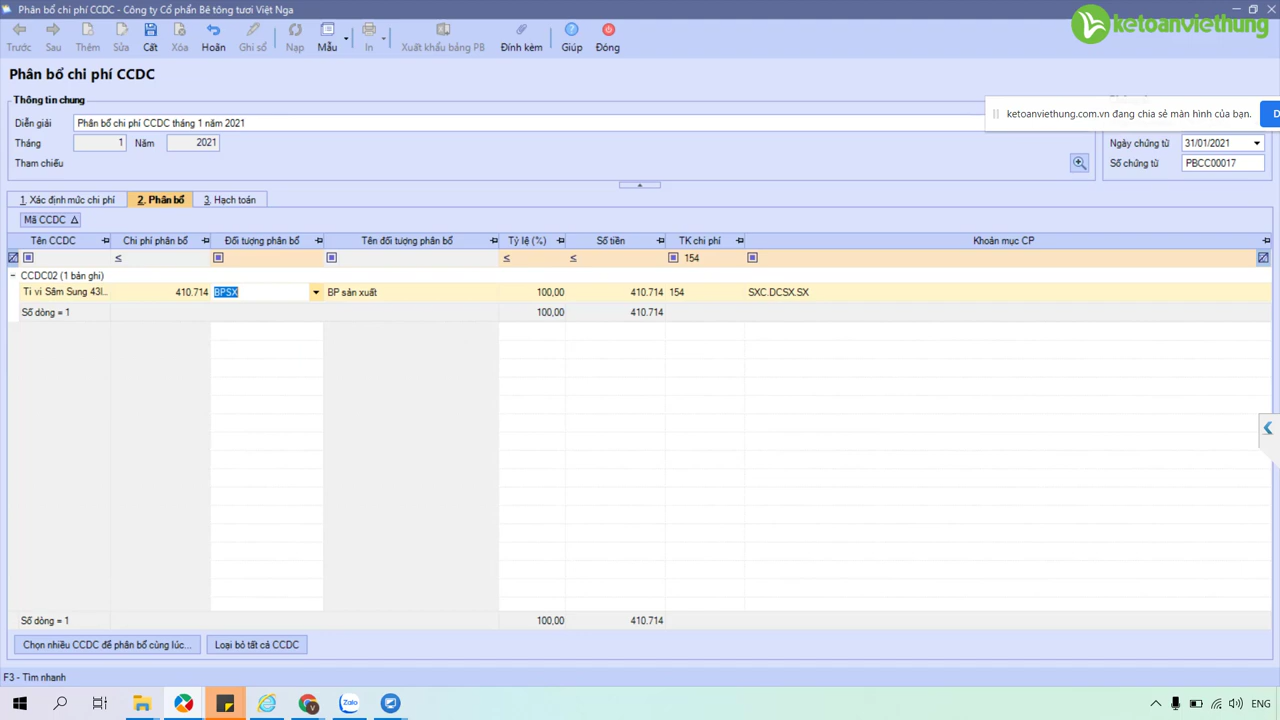 Phân bổ chi phí CCDC - Công ty Cổ phần Bê tông tươi Việt Nga
Trước Sau Thêm Sửa Cất Xóa Hoãn Ghi sổ Nạp Mẫu In Xuất khẩu bảng PB Đính kèm Giúp Đóng
ketoanviethung
Phân bổ chi phí CCDC
Thông tin chung
ketoanviethung.com.vn đang chia sẻ màn hình của bạn.
Diễn giải Phân bổ chi phí CCDC tháng 1 năm 2021
Tháng 1 Năm 2021 Ngày chứng từ 31/01/2021
Tham chiếu Số chứng từ PBCC00017
1. Xác định mức chi phí 2. Phân bổ 3. Hạch toán
Mã CCDC
Tên CCDC Chi phí phân bổ Đối tượng phân bổ Tên đối tượng phân bổ Tỷ lệ (%) Số tiền TK chi phí Khoản mục CP
≤ ≤ ≤ 154
CCDC02 (1 bản ghi)
Ti vi Sâm Sung 43I... 410.714 BPSX BP sản xuất 100,00 410.714 154 SXC.DCSX.SX
Số dòng = 1 100,00 410.714
Số dòng = 1 100,00 410.714
Chọn nhiều CCDC để phân bổ cùng lúc... Loại bỏ tất cả CCDC
F3 - Tìm nhanh
Zalo ENG